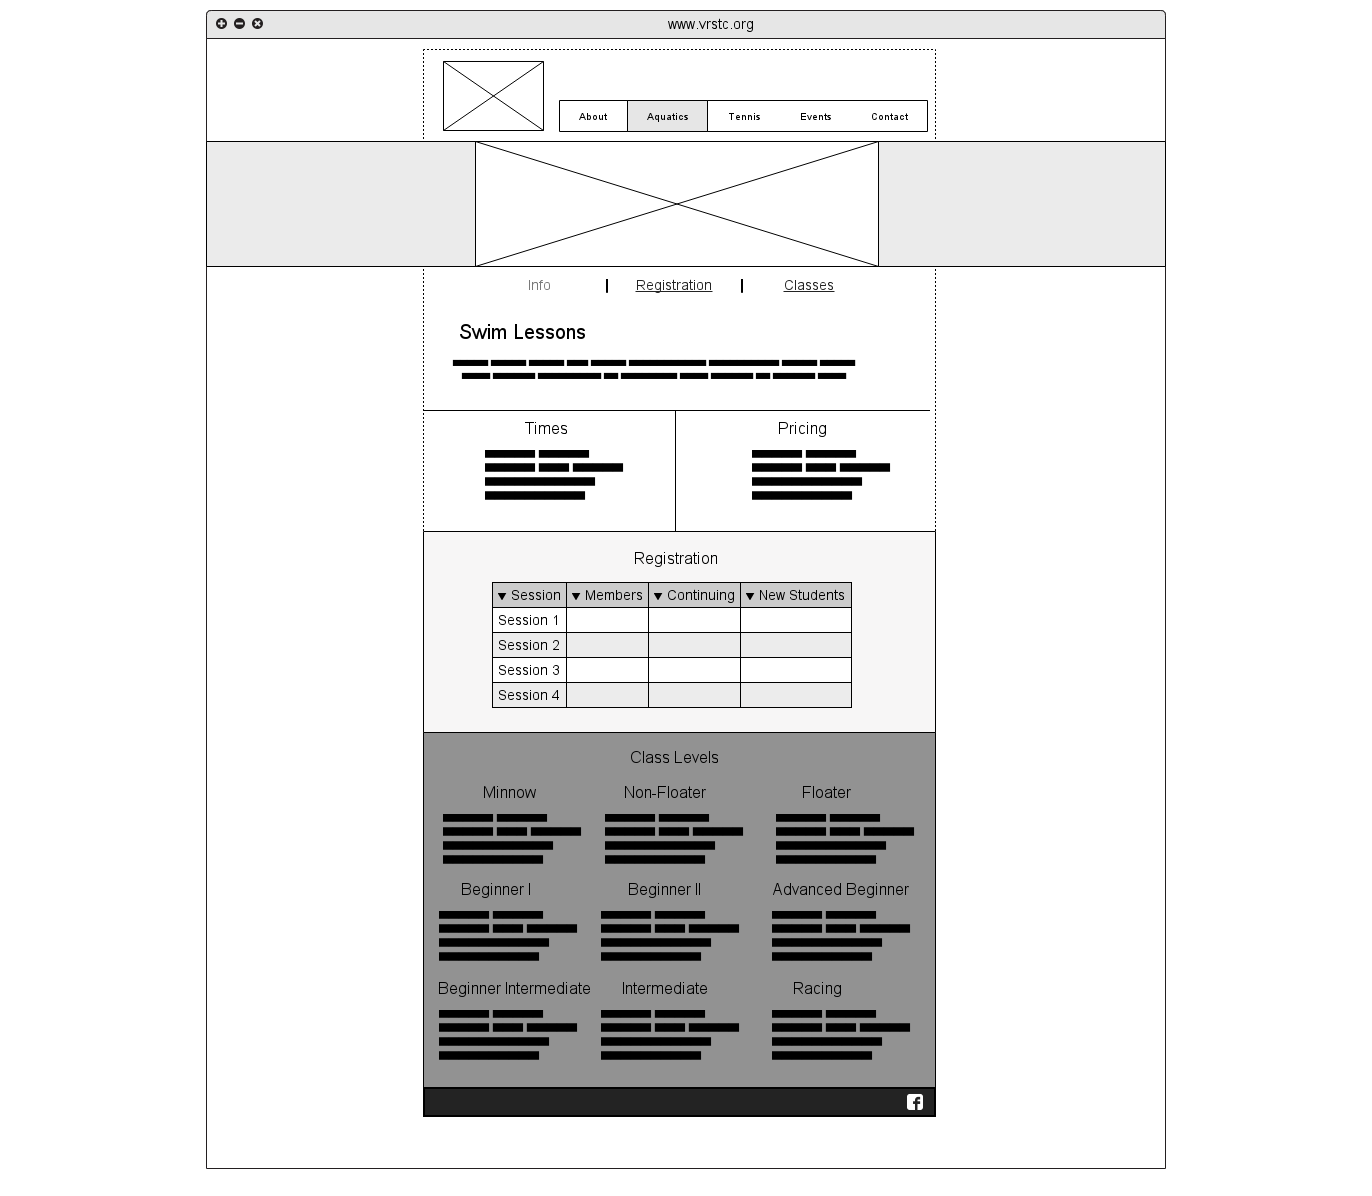 www.vrstc.org
About Aquatics Tennis Events Contact
Info Registration Classes
Swim Lessons
Times Pricing
Registration
Session Members Continuing New Students
Session 1
Session 2
Session 3
Session 4
Class Levels
Minnow Non-Floater Floater
Beginner I Beginner II Advanced Beginner
Beginner Intermediate Intermediate Racing